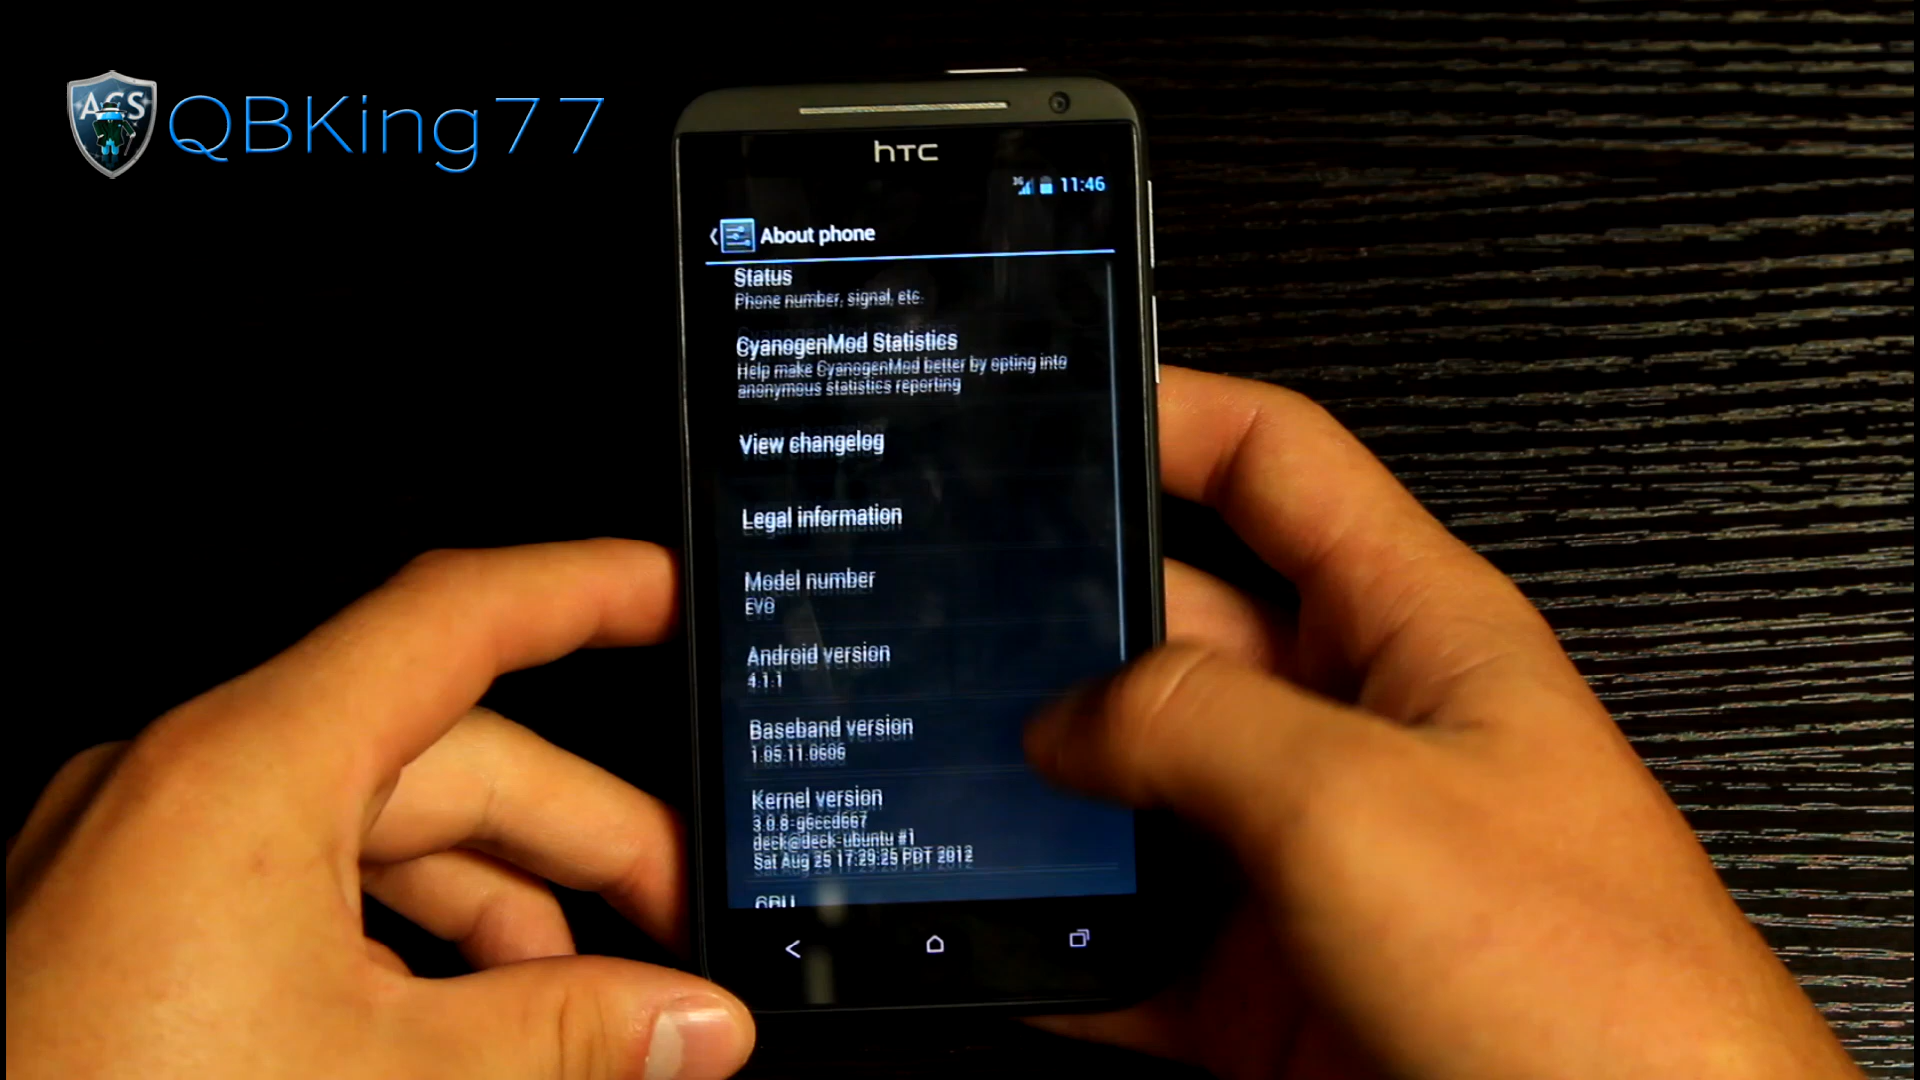 ACS
QBKing77
hTC
3G
11:46
About phone
Status
Phone number, signal, etc.
CyanogenMod Statistics
Help make CyanogenMod better by opting into
anonymous statistics reporting
View changelog
Legal information
Model number
EVO
Android version
4.1.1
Baseband version
1.05.11.0606
Kernel version
3.0.8-g6ccd667
deck@deck-ubuntu #1
Sat Aug 25 17:29:25 PDT 2012
CPU